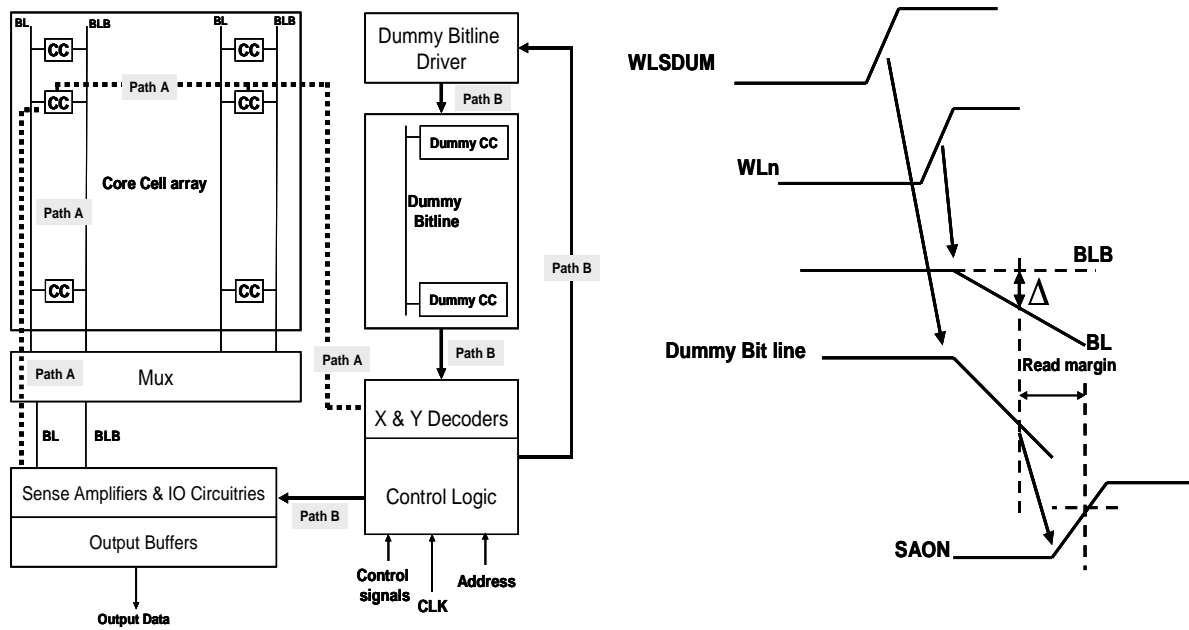 BL
BLB
BL
BLB
CC
CC
Path A
CC
CC
Core Cell array
Path A
CC
CC
Path A
Mux
BL
BLB
Sense Amplifiers & IO Circuitries
Output Buffers
Output Data
Dummy Bitline
Driver
Path B
Dummy CC
Dummy
Bitline
Dummy CC
Path B
Path B
Path A
X & Y Decoders
Control Logic
Path B
Control
signals
CLK
Address
WLSDUM
WLn
BLB
Δ
BL
Dummy Bit line
Read margin
SAON